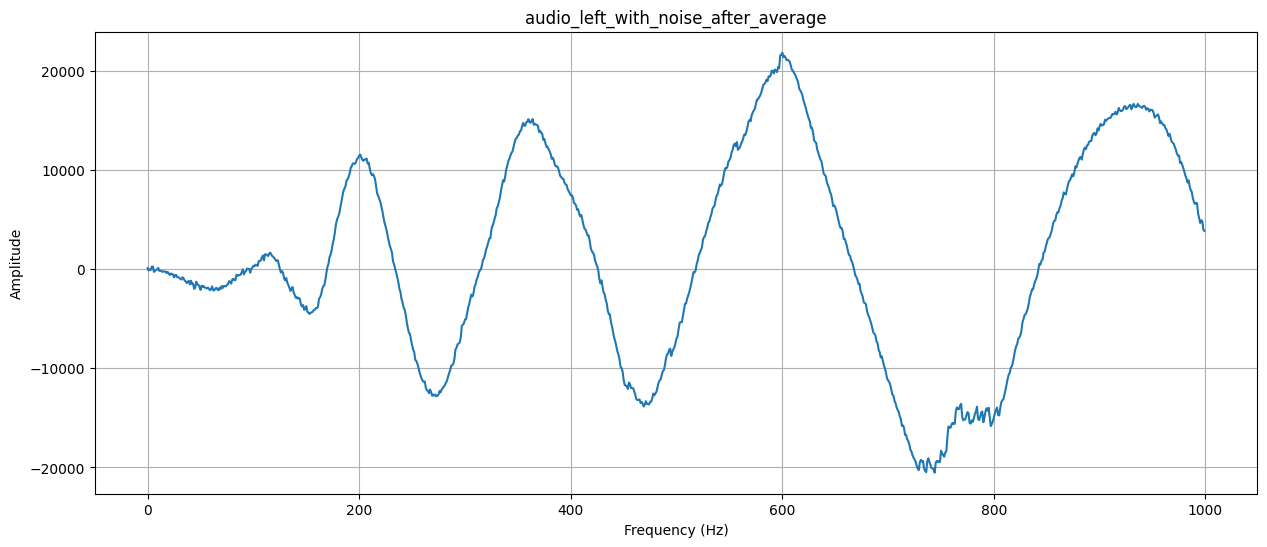 audio_left_with_noise_after_average
20000
10000
0
−10000
−20000
Amplitude
0 200 400 600 800 1000
Frequency (Hz)